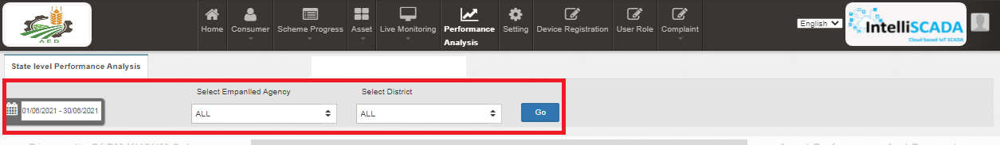 AED
Home
Consumer
Scheme Progress
Asset
Live Monitoring
Performance
Analysis
Setting
Device Registration
User Role
Complaint
English
IntelliSCADA
Cloud based IoT SCADA
State level Performance Analysis
Select Empanlled Agency
Select District
01/06/2021 - 30/06/2021
ALL
ALL
Go